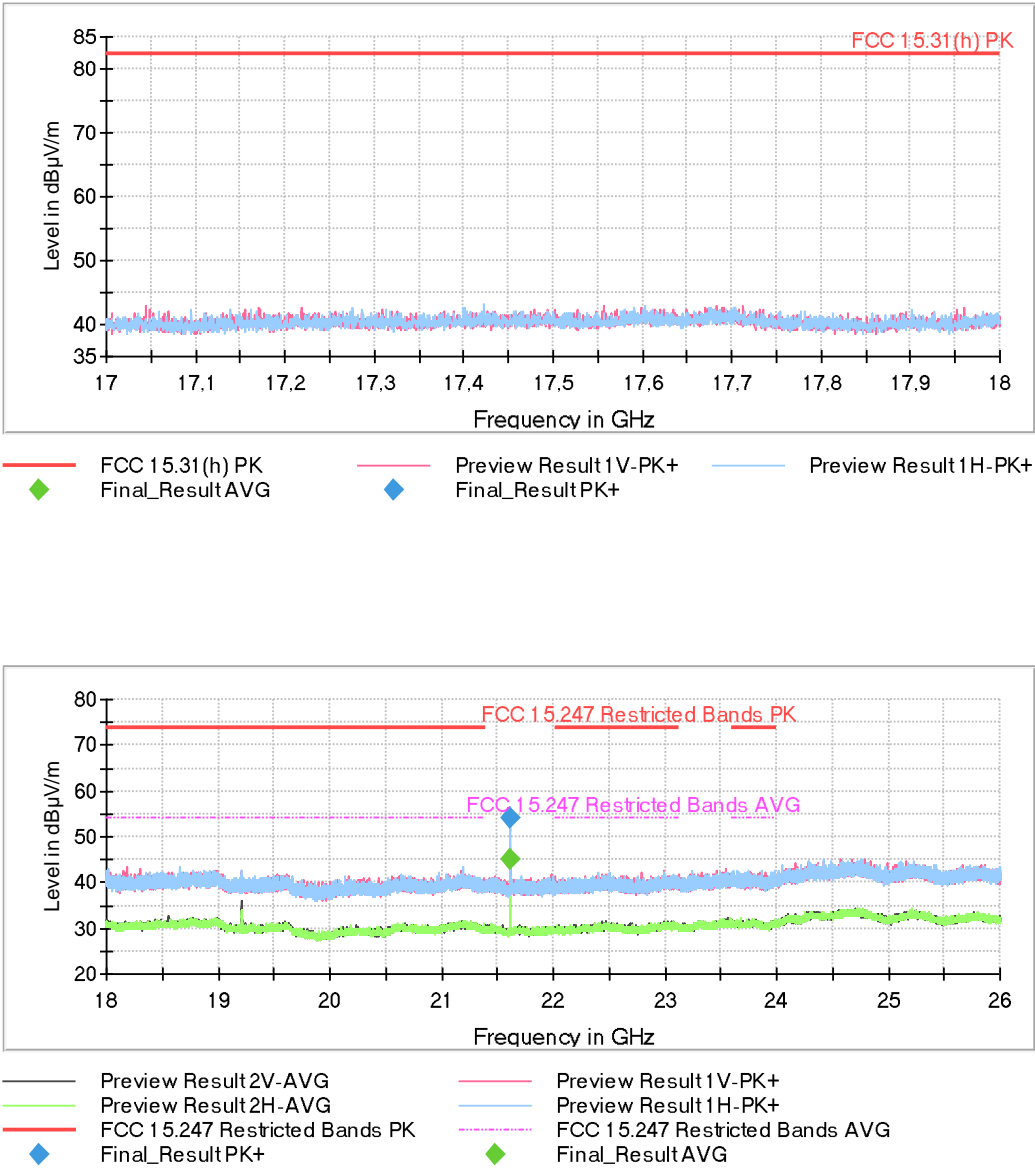 FCC 15.31(h) PK
85
80
70
60
50
40
35
Level in dBµV/m
17 17,1 17,2 17,3 17,4 17,5 17,6 17,7 17,8 17,9 18
Frequency in GHz
FCC 15.31(h) PK Preview Result 1V-PK+ Preview Result 1H-PK+
Final_Result AVG Final_Result PK+
80
70
60
50
40
30
20
Level in dBµV/m
FCC 15.247 Restricted Bands PK
FCC 15.247 Restricted Bands AVG
18 19 20 21 22 23 24 25 26
Frequency in GHz
Preview Result 2V-AVG Preview Result 1V-PK+
Preview Result 2H-AVG Preview Result 1H-PK+
FCC 15.247 Restricted Bands PK FCC 15.247 Restricted Bands AVG
Final_Result PK+ Final_Result AVG